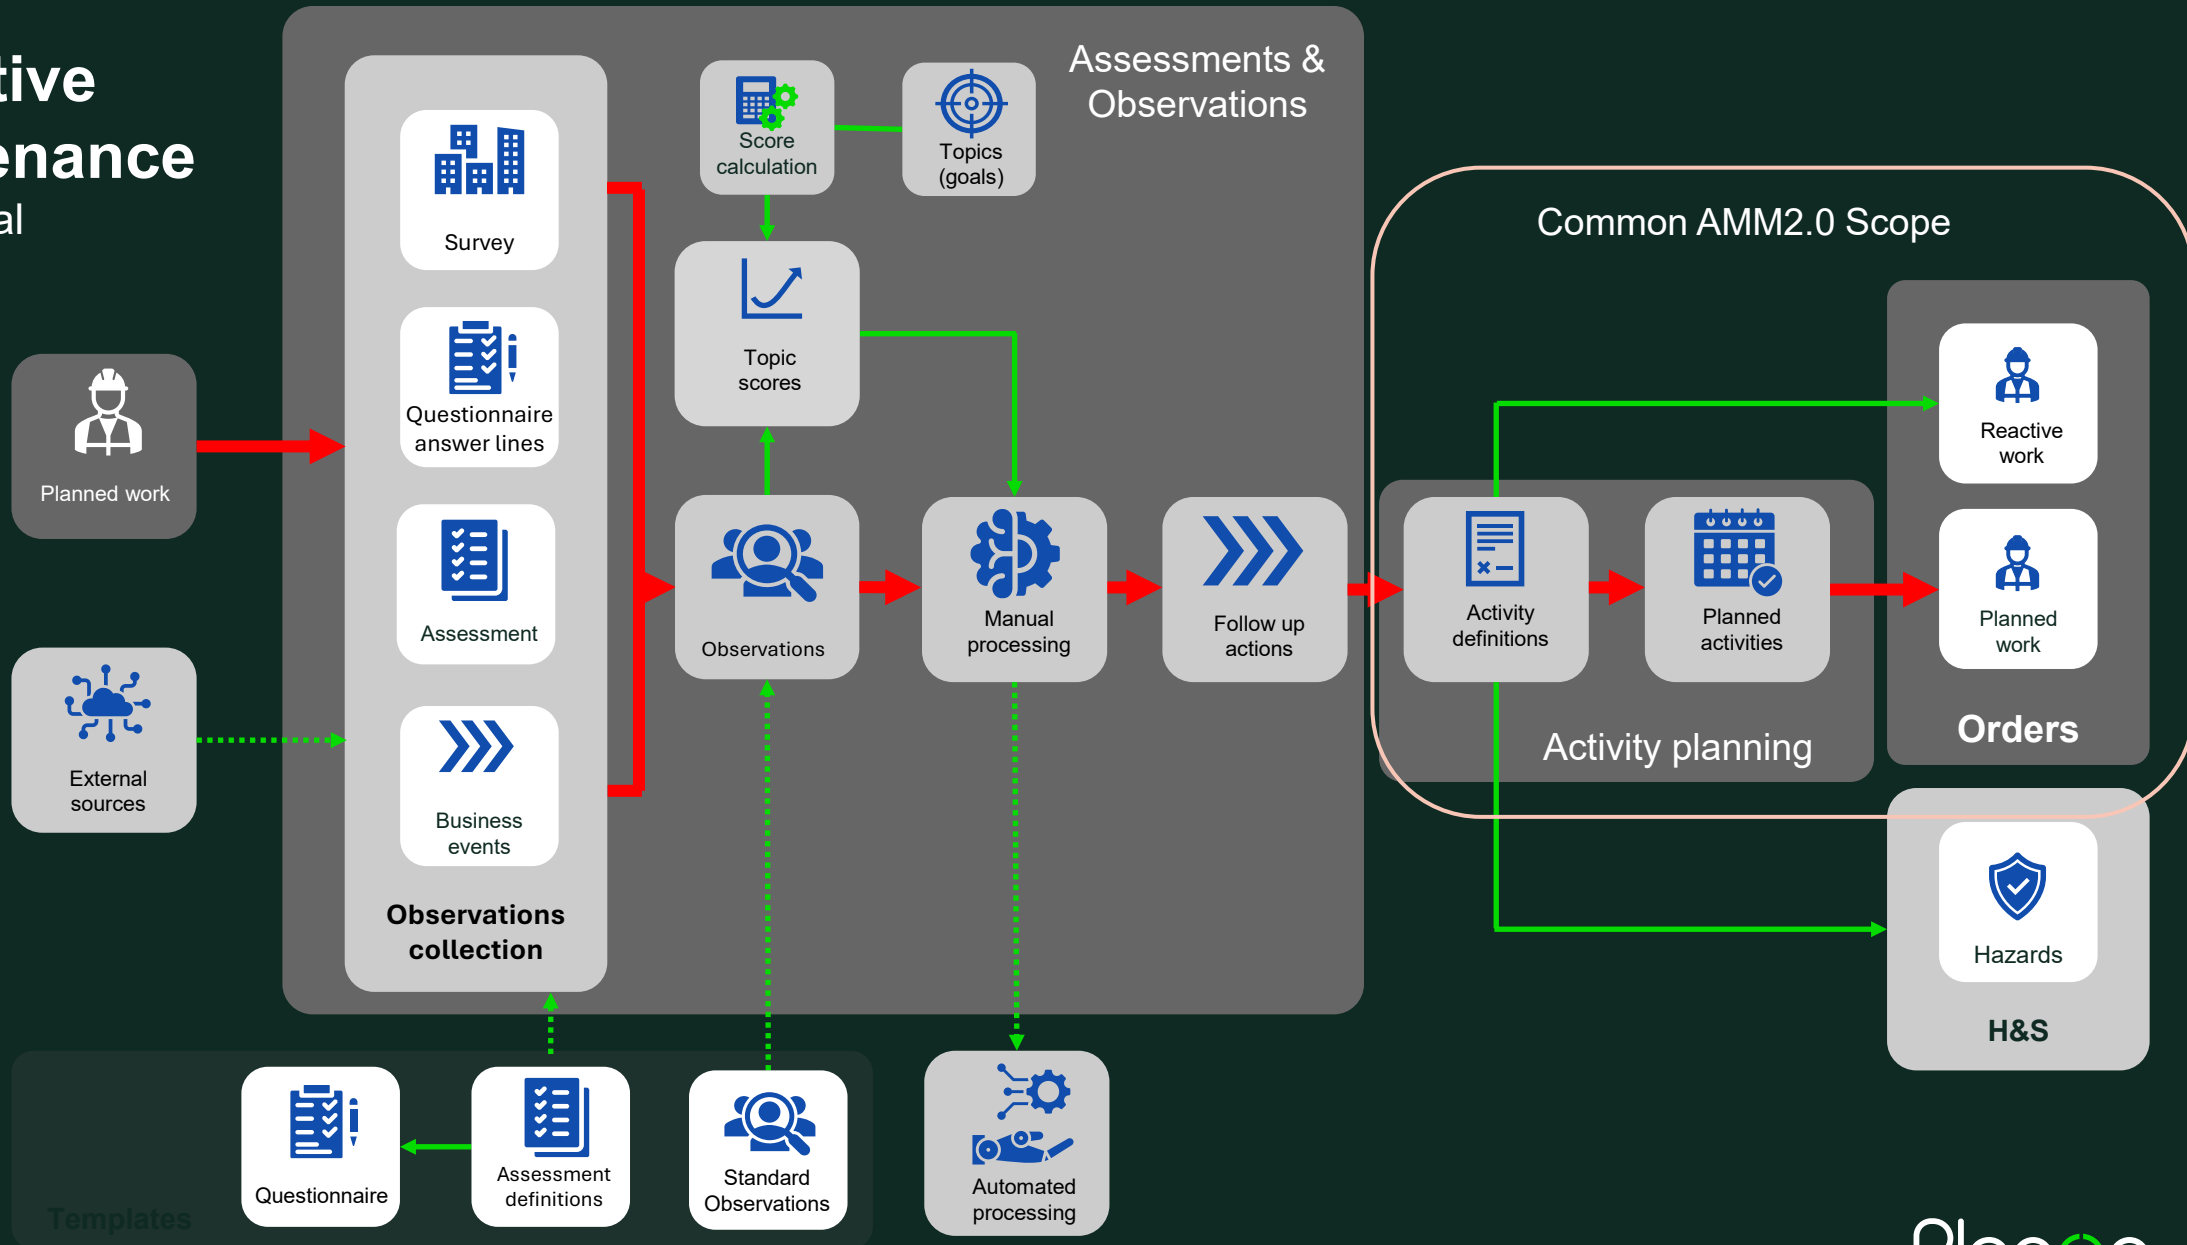 tive
enance
al
Assessments &
Observations
Survey
Questionnaire
answer lines
Assessment
Business
events
Observations
collection
Score
calculation
Topics
(goals)
Topic
scores
Observations
Manual
processing
Follow up
actions
Planned work
External
sources
Common AMM2.0 Scope
Activity
definitions
Planned
activities
Activity planning
Reactive
work
Planned
work
Orders
Hazards
H&S
Templates
Questionnaire
Assessment
definitions
Standard
Observations
Automated
processing